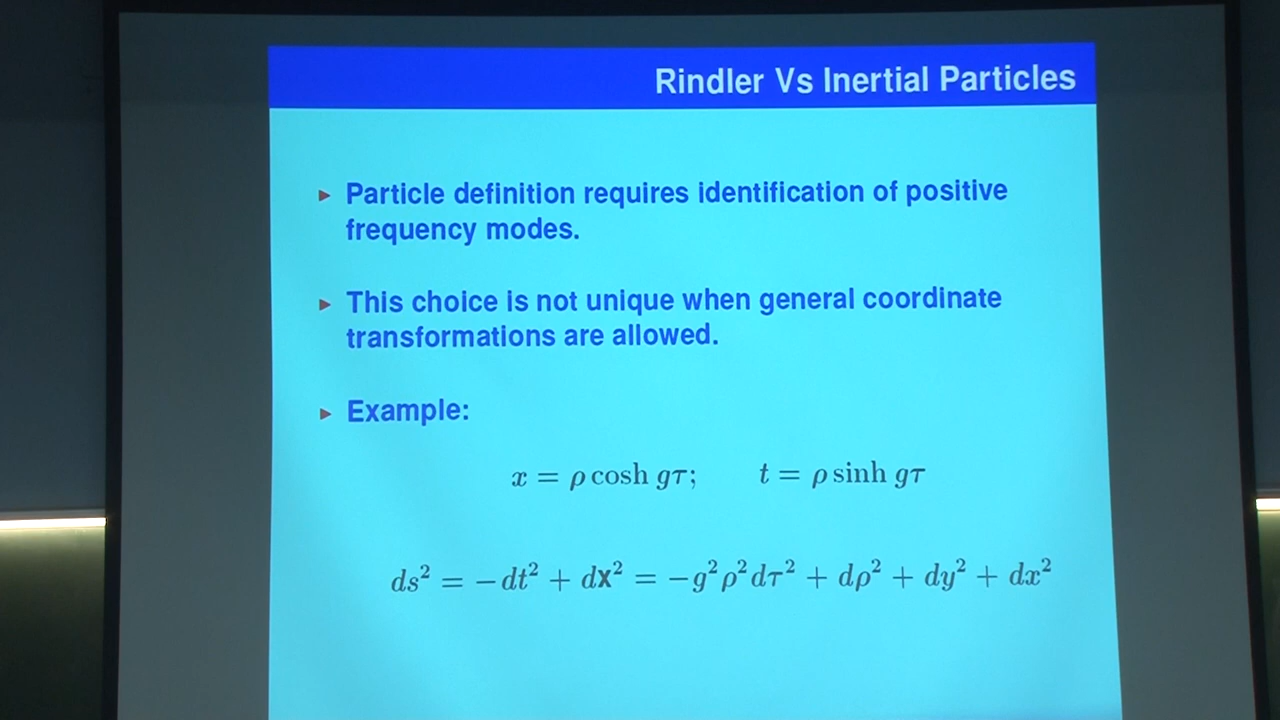 Rindler Vs Inertial Particles
▸ Particle definition requires identification of positive
frequency modes.
▸ This choice is not unique when general coordinate
transformations are allowed.
▸ Example:
x = ρ cosh gτ; t = ρ sinh gτ
ds² = −dt² + dx² = −g²ρ²dτ² + dρ² + dy² + dx²